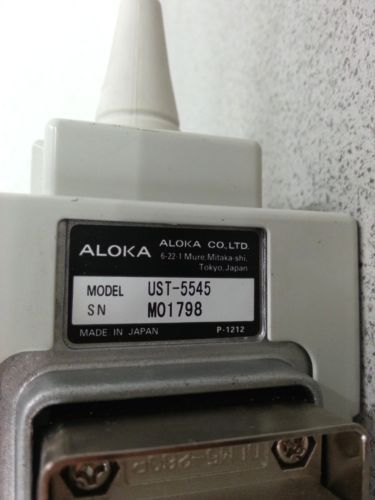 ALOKA ALOKA CO.,LTD.
6-22-1 Mure, Mitaka-shi,
Tokyo, Japan
MODEL UST-5545
SN M01798
MADE IN JAPAN P-1212